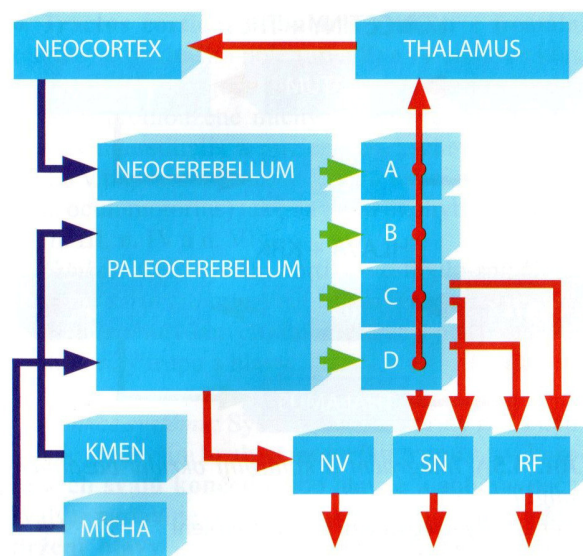 NEOCORTEX
THALAMUS
NEOCEREBELLUM
A
PALEOCEREBELLUM
B
C
D
KMEN
MÍCHA
NV
SN
RF